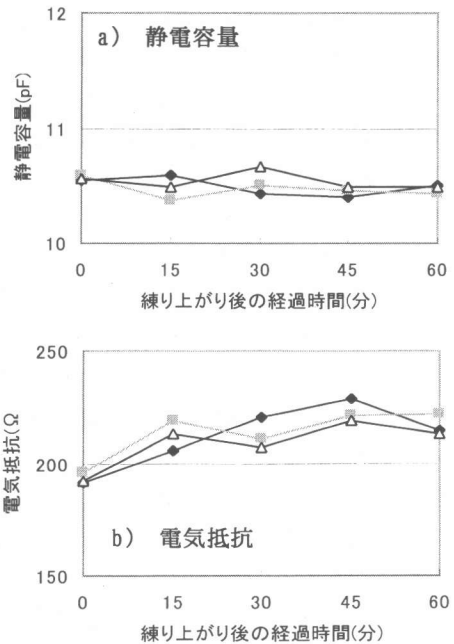 12
a) 静電容量
11
10
静電容量(pF)
0 15 30 45 60
練り上がり後の経過時間(分)
250
200
150
電気抵抗(Ω
b) 電気抵抗
0 15 30 45 60
練り上がり後の経過時間(分)